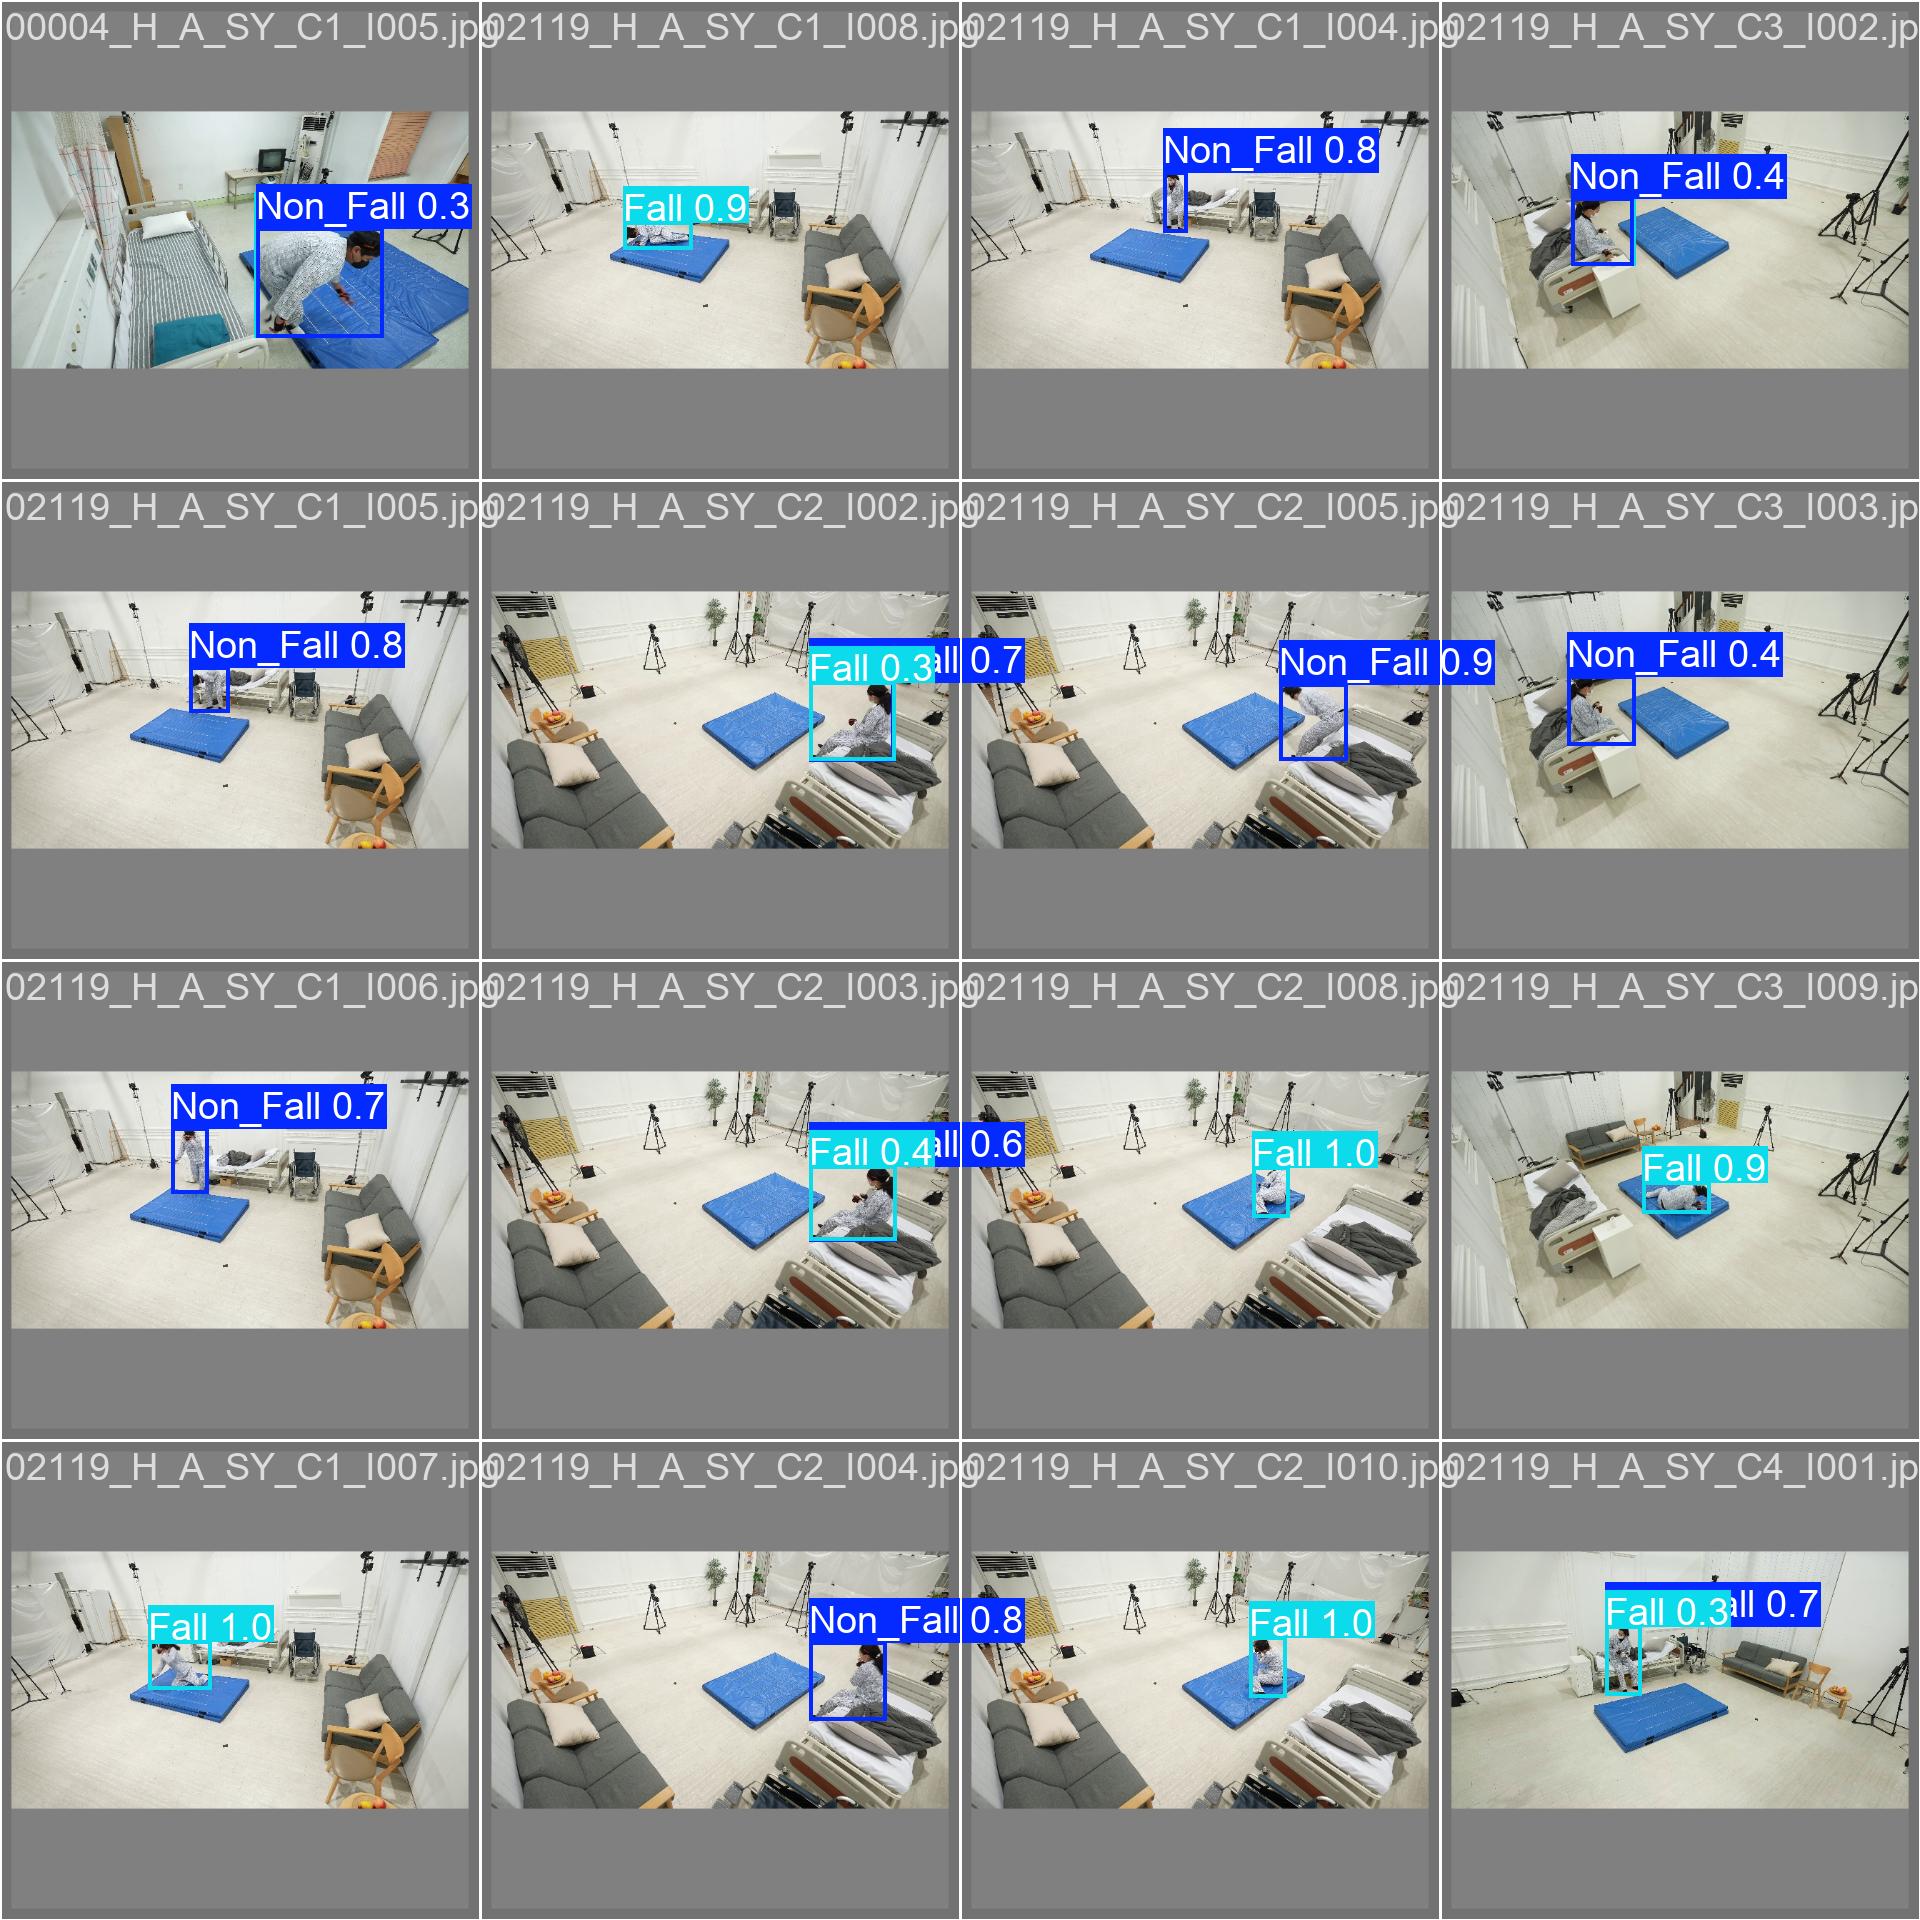 00004_H_A_SY_C1_I005.jpg
02119_H_A_SY_C1_I008.jpg
02119_H_A_SY_C1_I004.jpg
02119_H_A_SY_C3_I002.jp
Non_Fall 0.3
Fall 0.9
Non_Fall 0.8
Non_Fall 0.4
02119_H_A_SY_C1_I005.jpg
02119_H_A_SY_C2_I002.jpg
02119_H_A_SY_C2_I005.jpg
02119_H_A_SY_C3_I003.jp
Non_Fall 0.8
Fall 0.3
all 0.7
Non_Fall 0.9
Non_Fall 0.4
02119_H_A_SY_C1_I006.jpg
02119_H_A_SY_C2_I003.jpg
02119_H_A_SY_C2_I008.jpg
02119_H_A_SY_C3_I009.jp
Non_Fall 0.7
Fall 0.4
all 0.6
Fall 1.0
Fall 0.9
02119_H_A_SY_C1_I007.jpg
02119_H_A_SY_C2_I004.jpg
02119_H_A_SY_C2_I010.jpg
02119_H_A_SY_C4_I001.jp
Fall 1.0
Non_Fall 0.8
Fall 1.0
Fall 0.3
all 0.7